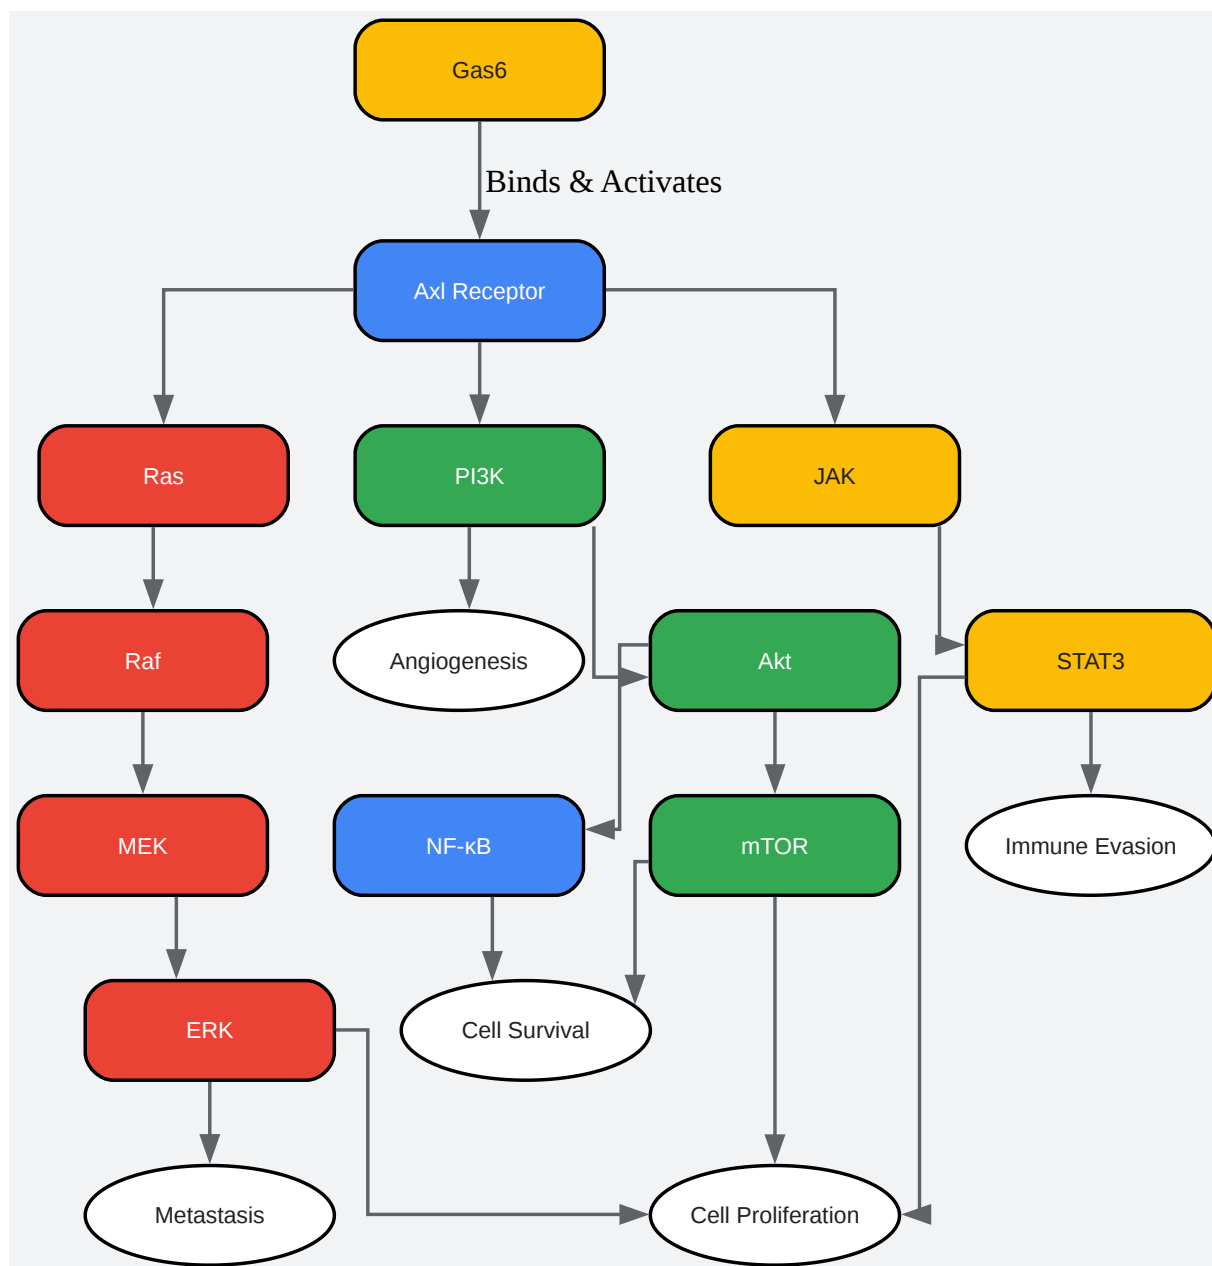 Gas6
Binds & Activates
Axl Receptor
Ras
PI3K
JAK
Raf
Angiogenesis
Akt
STAT3
MEK
NF-κB
mTOR
Immune Evasion
ERK
Cell Survival
Metastasis
Cell Proliferation